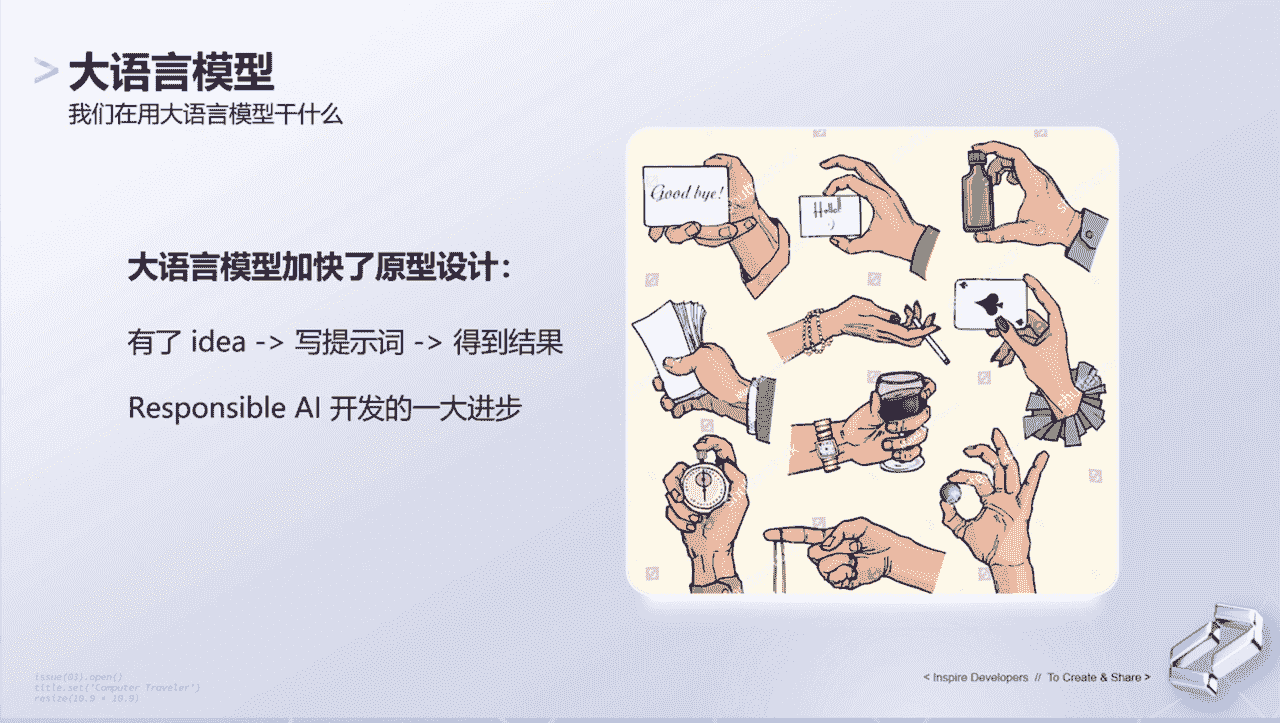 > 大语言模型
我们在用大语言模型干什么
大语言模型加快了原型设计：
有了 idea -> 写提示词 -> 得到结果
Responsible AI 开发的一大进步
Good bye!
Hello!
:)
issue(03).open()
title.set('Computer Traveler')
resize(10.9 * 10.9)
< Inspire Developers // To Create & Share >